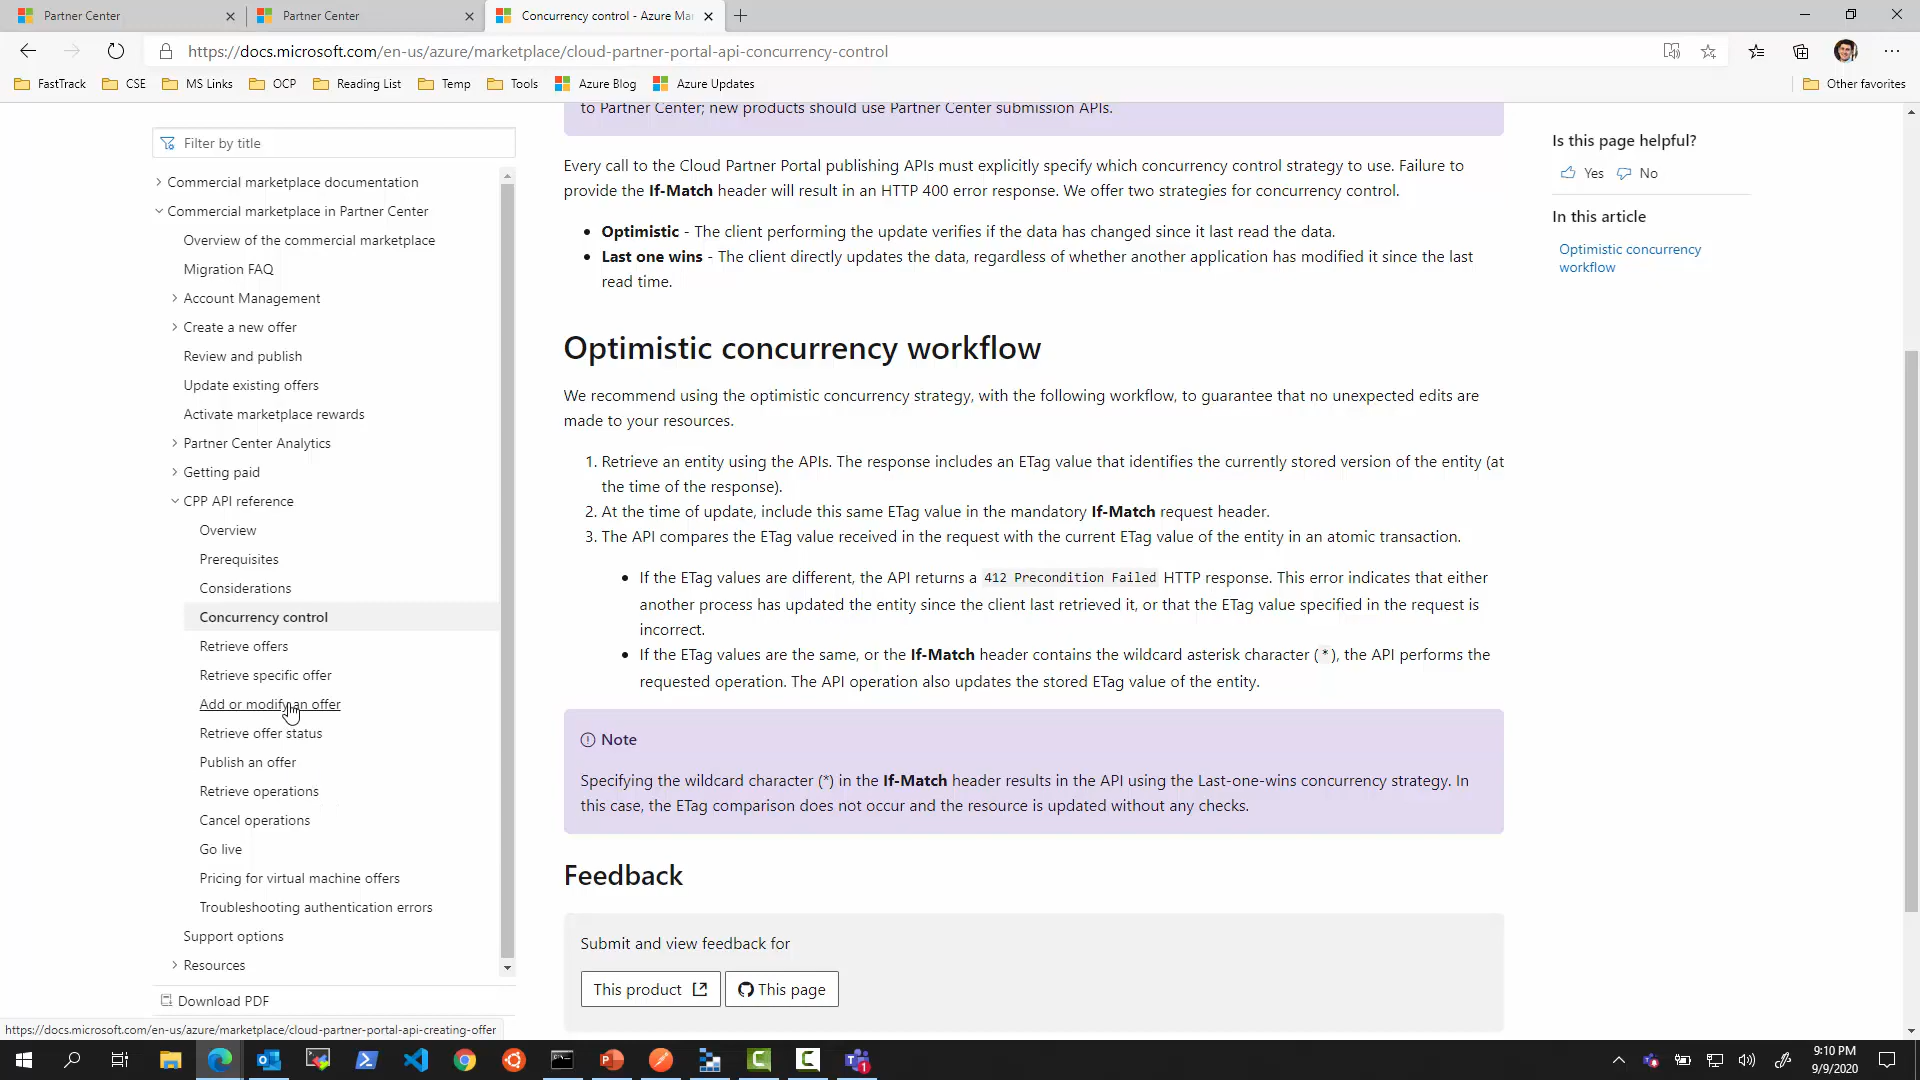 Partner Center
Partner Center
Concurrency control - Azure Ma
https://docs.microsoft.com/en-us/azure/marketplace/cloud-partner-portal-api-concurrency-control
FastTrack
CSE
MS Links
OCP
Reading List
Temp
Tools
Azure Blog
Azure Updates
Other favorites
Filter by title
Commercial marketplace documentation
Commercial marketplace in Partner Center
Overview of the commercial marketplace
Migration FAQ
Account Management
Create a new offer
Review and publish
Update existing offers
Activate marketplace rewards
Partner Center Analytics
Getting paid
CPP API reference
Overview
Prerequisites
Considerations
Concurrency control
Retrieve offers
Retrieve specific offer
Add or modify an offer
Retrieve offer status
Publish an offer
Retrieve operations
Cancel operations
Go live
Pricing for virtual machine offers
Troubleshooting authentication errors
Support options
Resources
Download PDF
https://docs.microsoft.com/en-us/azure/marketplace/cloud-partner-portal-api-creating-offer
to Partner Center; new products should use Partner Center submission APIs.
Every call to the Cloud Partner Portal publishing APIs must explicitly specify which concurrency control strategy to use. Failure to
provide the If-Match header will result in an HTTP 400 error response. We offer two strategies for concurrency control.
• Optimistic - The client performing the update verifies if the data has changed since it last read the data.
• Last one wins - The client directly updates the data, regardless of whether another application has modified it since the last
read time.
Optimistic concurrency workflow
We recommend using the optimistic concurrency strategy, with the following workflow, to guarantee that no unexpected edits are
made to your resources.
1. Retrieve an entity using the APIs. The response includes an ETag value that identifies the currently stored version of the entity (at
the time of the response).
2. At the time of update, include this same ETag value in the mandatory If-Match request header.
3. The API compares the ETag value received in the request with the current ETag value of the entity in an atomic transaction.
• If the ETag values are different, the API returns a 412 Precondition Failed HTTP response. This error indicates that either
another process has updated the entity since the client last retrieved it, or that the ETag value specified in the request is
incorrect.
• If the ETag values are the same, or the If-Match header contains the wildcard asterisk character (*), the API performs the
requested operation. The API operation also updates the stored ETag value of the entity.
Note
Specifying the wildcard character (*) in the If-Match header results in the API using the Last-one-wins concurrency strategy. In
this case, the ETag comparison does not occur and the resource is updated without any checks.
Feedback
Submit and view feedback for
This product
This page
Is this page helpful?
Yes
No
In this article
Optimistic concurrency
workflow
9:10 PM
9/9/2020